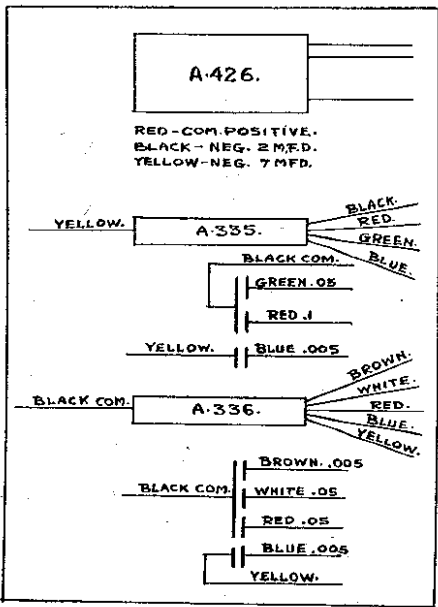 A-426.
RED-COM. POSITIVE.
BLACK - NEG. 2 MFD.
YELLOW-NEG. 7 MFD.
YELLOW.
A-335.
BLACK.
RED.
GREEN.
BLUE.
BLACK COM.
GREEN .05
RED .1
YELLOW.
BLUE .005
BLACK COM.
A-336.
BROWN.
WHITE.
RED.
BLUE.
YELLOW.
BROWN. .005
BLACK COM.
WHITE .05
RED .05
BLUE .005
YELLOW.